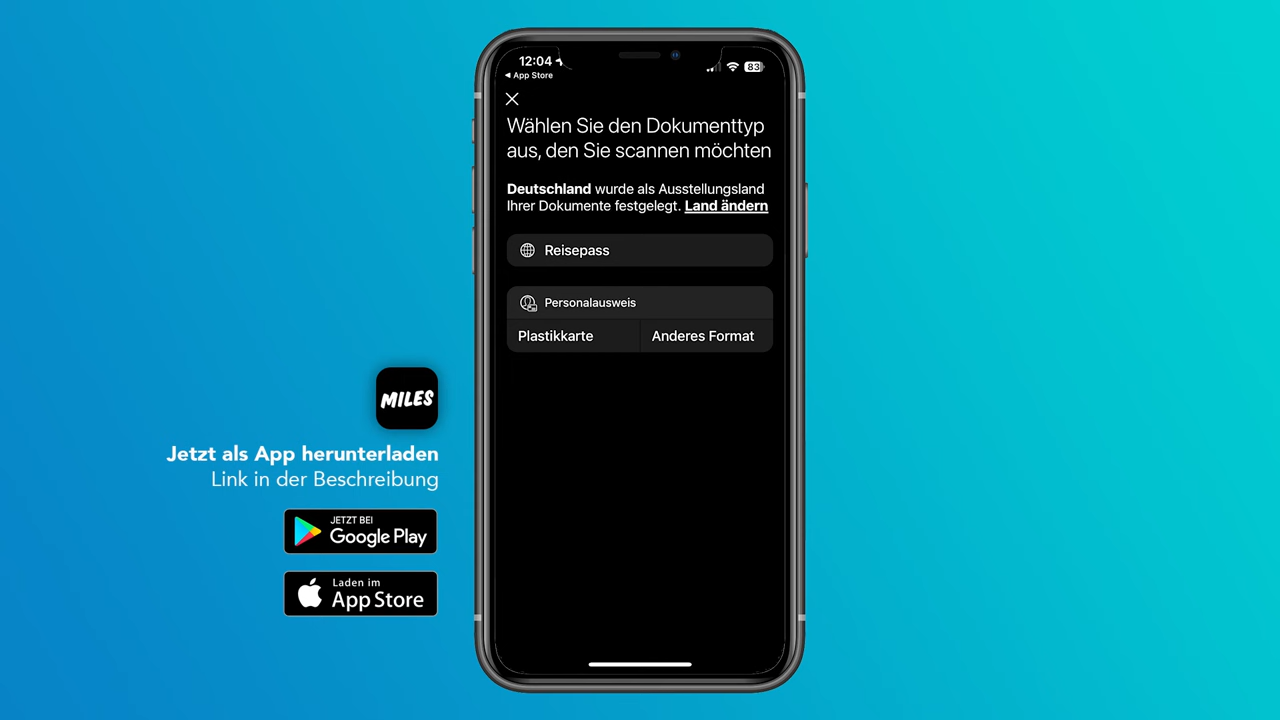 12:04
83
◀ App Store
Wählen Sie den Dokumenttyp
aus, den Sie scannen möchten
Deutschland wurde als Ausstellungsland
Ihrer Dokumente festgelegt. Land ändern
Reisepass
Personalausweis
Plastikkarte
Anderes Format
MILES
Jetzt als App herunterladen
Link in der Beschreibung
JETZT BEI
Google Play
Laden im
App Store